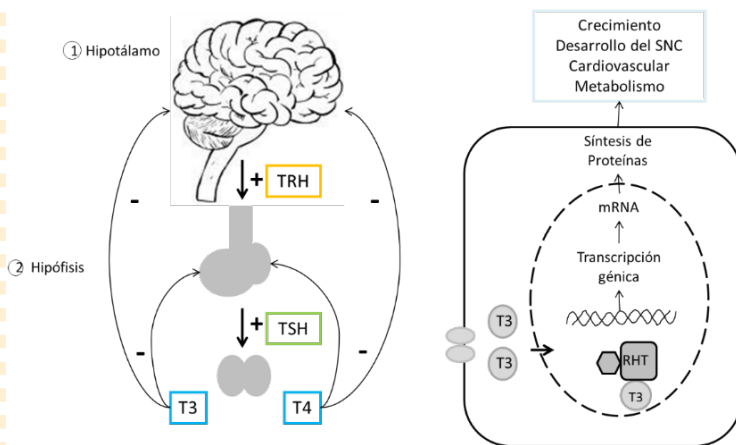 1 Hipotálamo
+ TRH
-
-
2 Hipófisis
+ TSH
-
-
T3
T4
Crecimiento
Desarrollo del SNC
Cardiovascular
Metabolismo
Síntesis de
Proteínas
mRNA
Transcripción
génica
T3
T3
RHT
T3